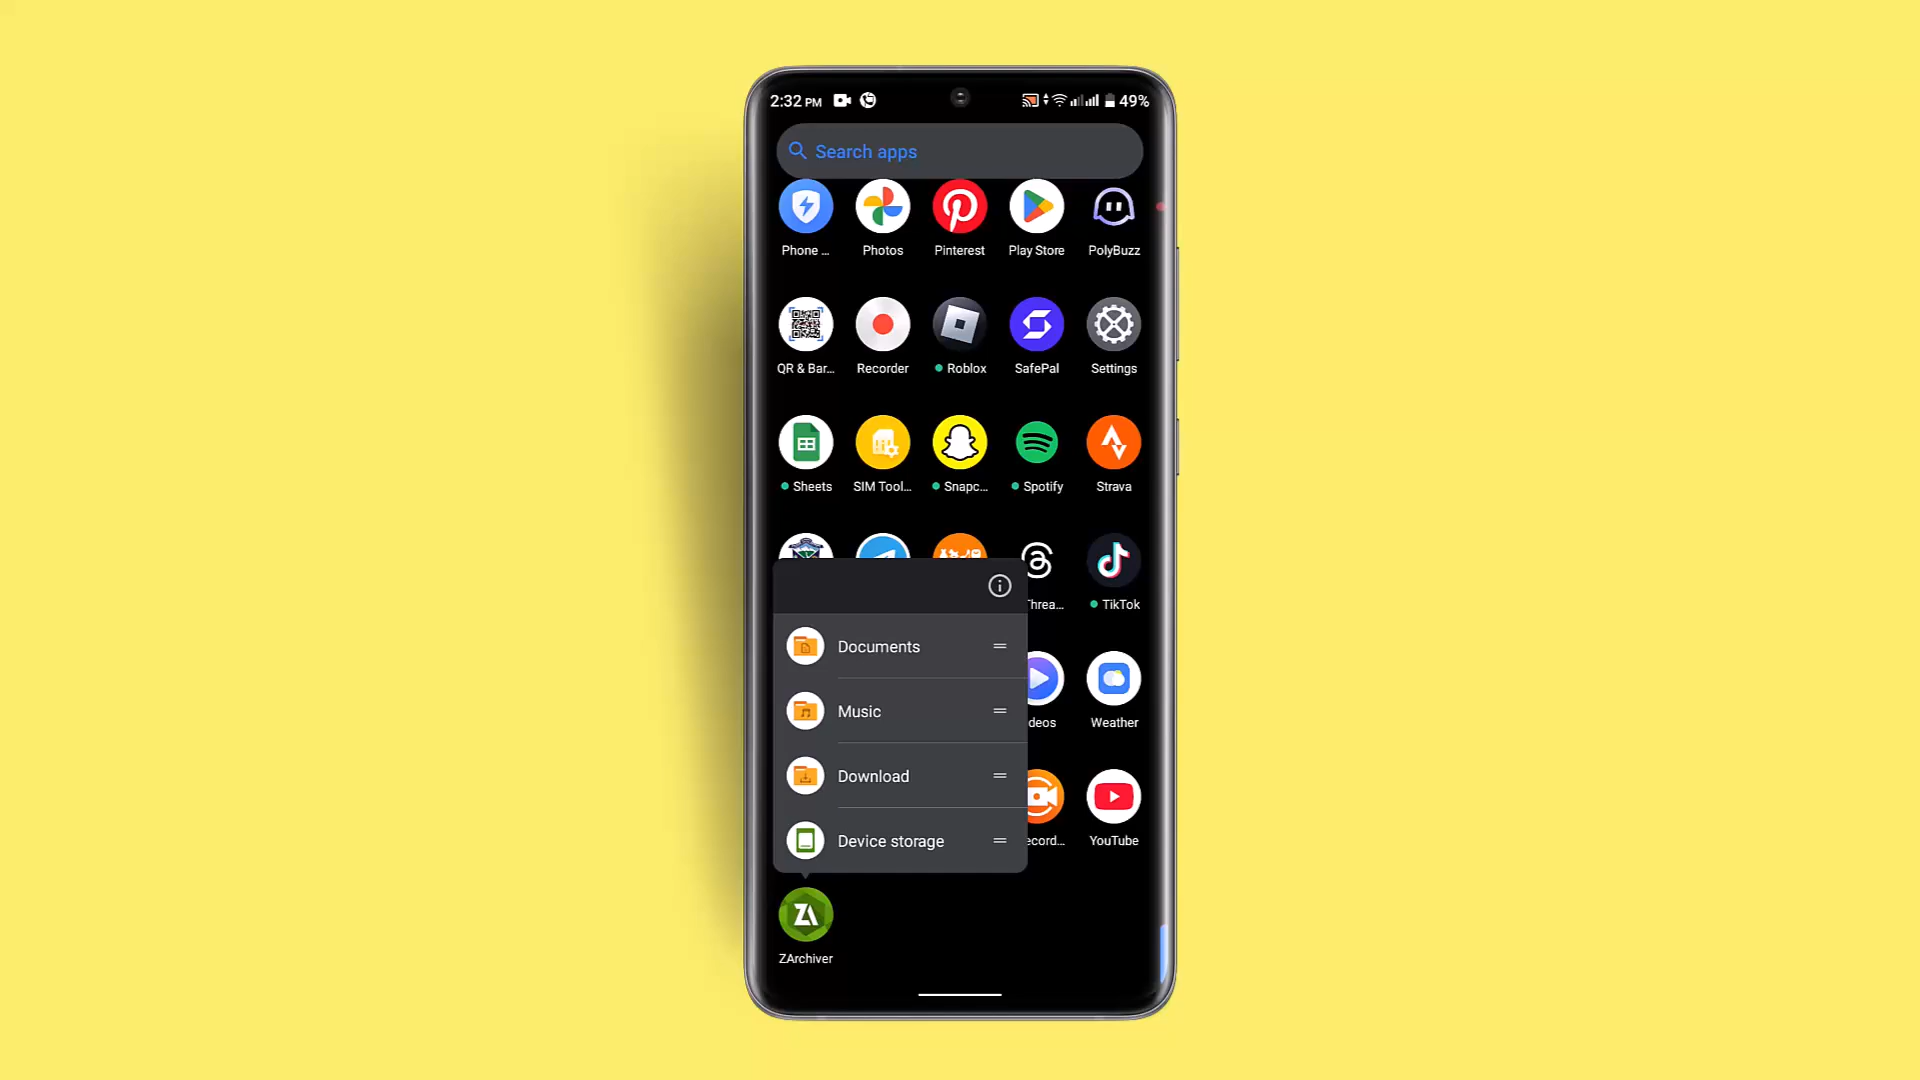 2:32 PM
49%
Search apps
Phone ...
Photos
Pinterest
Play Store
PolyBuzz
QR & Bar...
Recorder
Roblox
SafePal
Settings
Sheets
SIM Tool...
Snapc...
Spotify
Strava
Threa...
TikTok
Documents
Music
deos
Weather
Download
Device storage
ecord...
YouTube
ZA
ZArchiver